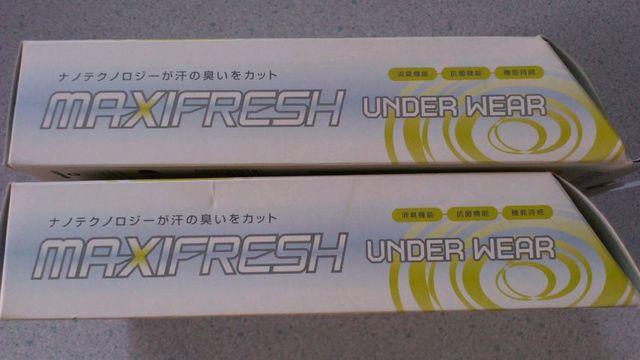 ナノテクノロジーが汗の臭いをカット
消臭機能 抗菌機能 機能持続
MAXIFRESH UNDER WEAR
ナノテクノロジーが汗の臭いをカット
消臭機能 抗菌機能 機能持続
MAXIFRESH UNDER WEAR